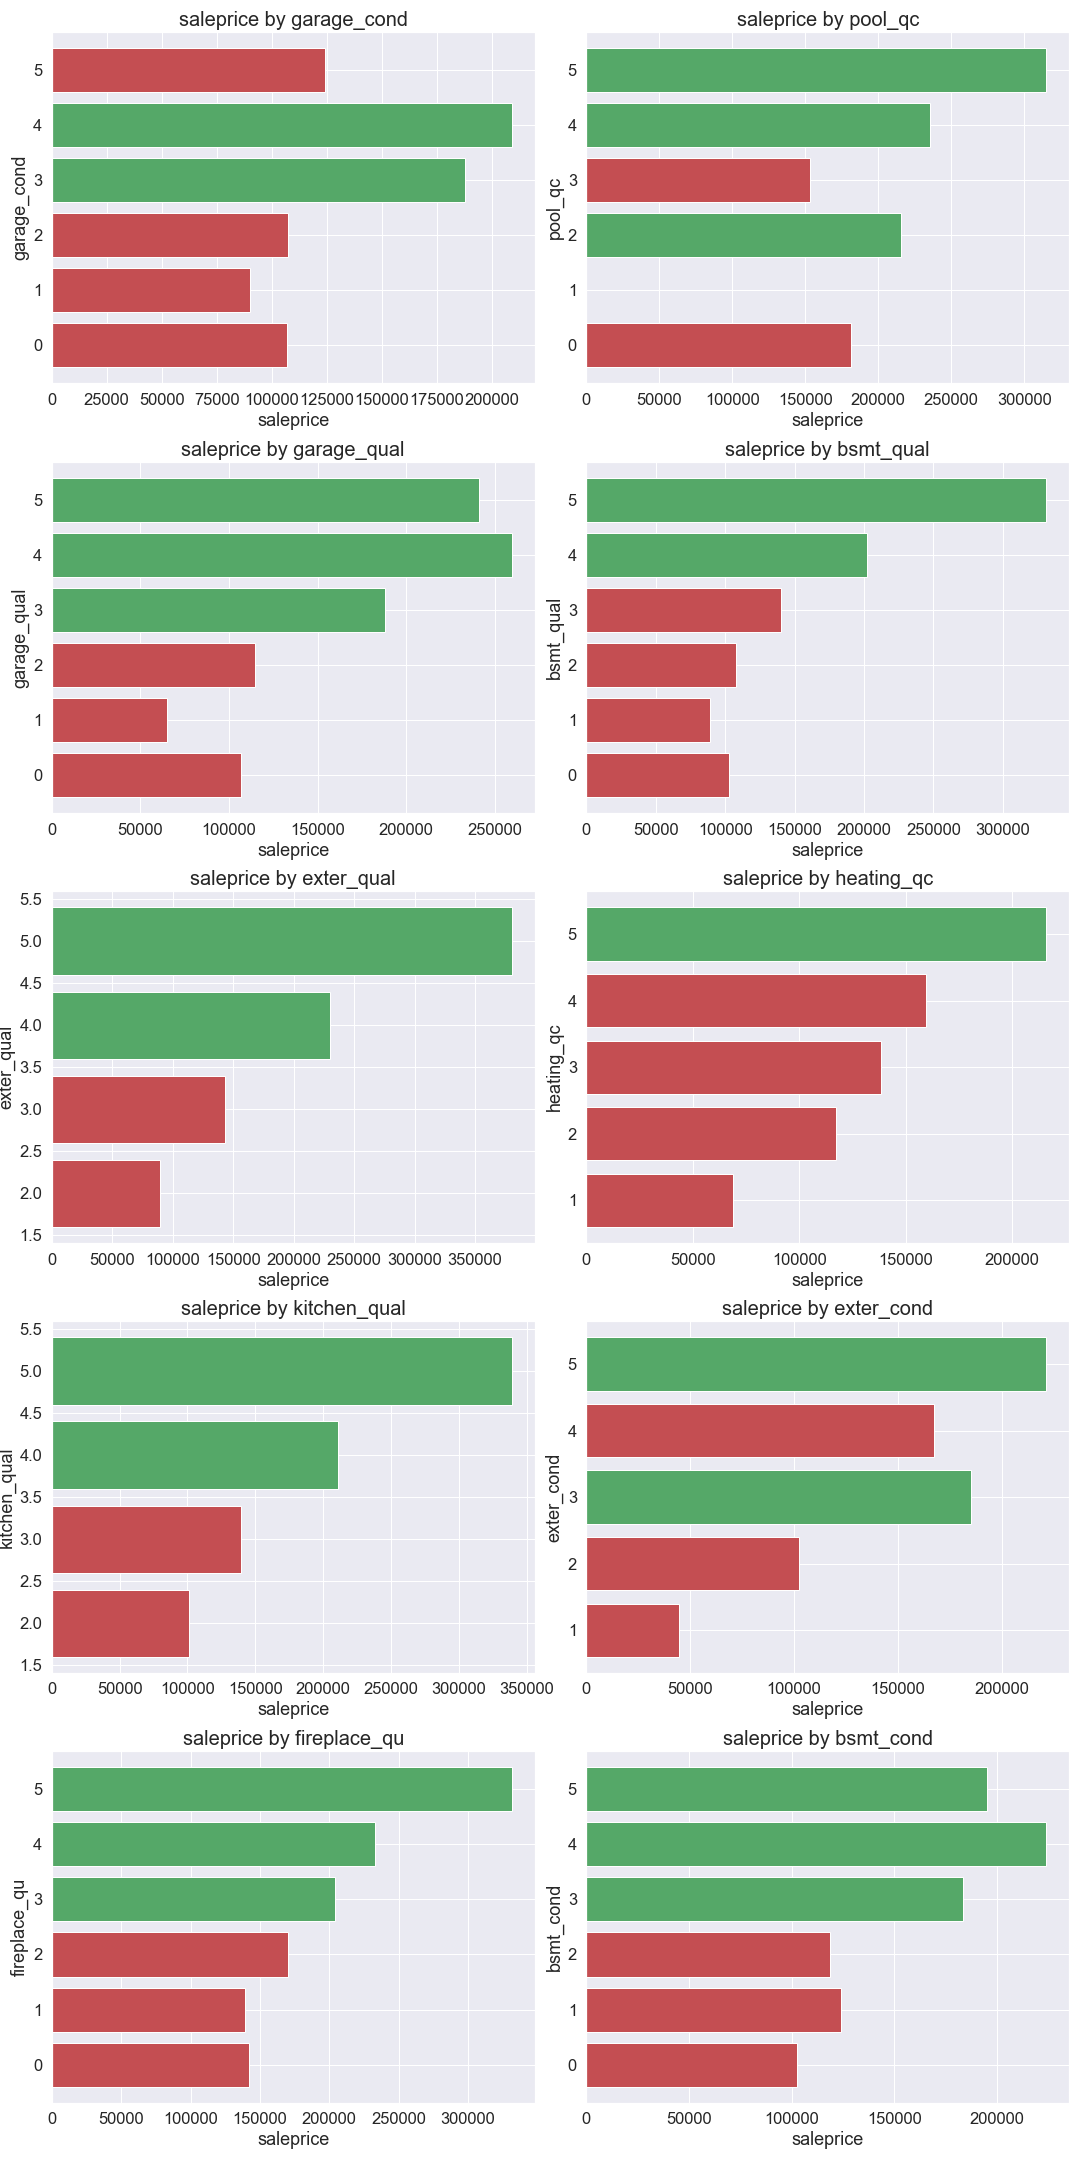 saleprice by garage_cond
garage_cond
5
4
3
2
1
0
0 25000 50000 75000 100000 125000 150000 175000 200000
saleprice
saleprice by pool_qc
pool_qc
5
4
3
2
1
0
0 50000 100000 150000 200000 250000 300000
saleprice
saleprice by garage_qual
garage_qual
5
4
3
2
1
0
0 50000 100000 150000 200000 250000
saleprice
saleprice by bsmt_qual
bsmt_qual
5
4
3
2
1
0
0 50000 100000 150000 200000 250000 300000
saleprice
saleprice by exter_qual
exter_qual
5.5
5.0
4.5
4.0
3.5
3.0
2.5
2.0
1.5
0 50000 100000 150000 200000 250000 300000 350000
saleprice
saleprice by heating_qc
heating_qc
5
4
3
2
1
0 50000 100000 150000 200000
saleprice
saleprice by kitchen_qual
kitchen_qual
5.5
5.0
4.5
4.0
3.5
3.0
2.5
2.0
1.5
0 50000 100000 150000 200000 250000 300000 350000
saleprice
saleprice by exter_cond
exter_cond
5
4
3
2
1
0 50000 100000 150000 200000
saleprice
saleprice by fireplace_qu
fireplace_qu
5
4
3
2
1
0
0 50000 100000 150000 200000 250000 300000
saleprice
saleprice by bsmt_cond
bsmt_cond
5
4
3
2
1
0
0 50000 100000 150000 200000
saleprice